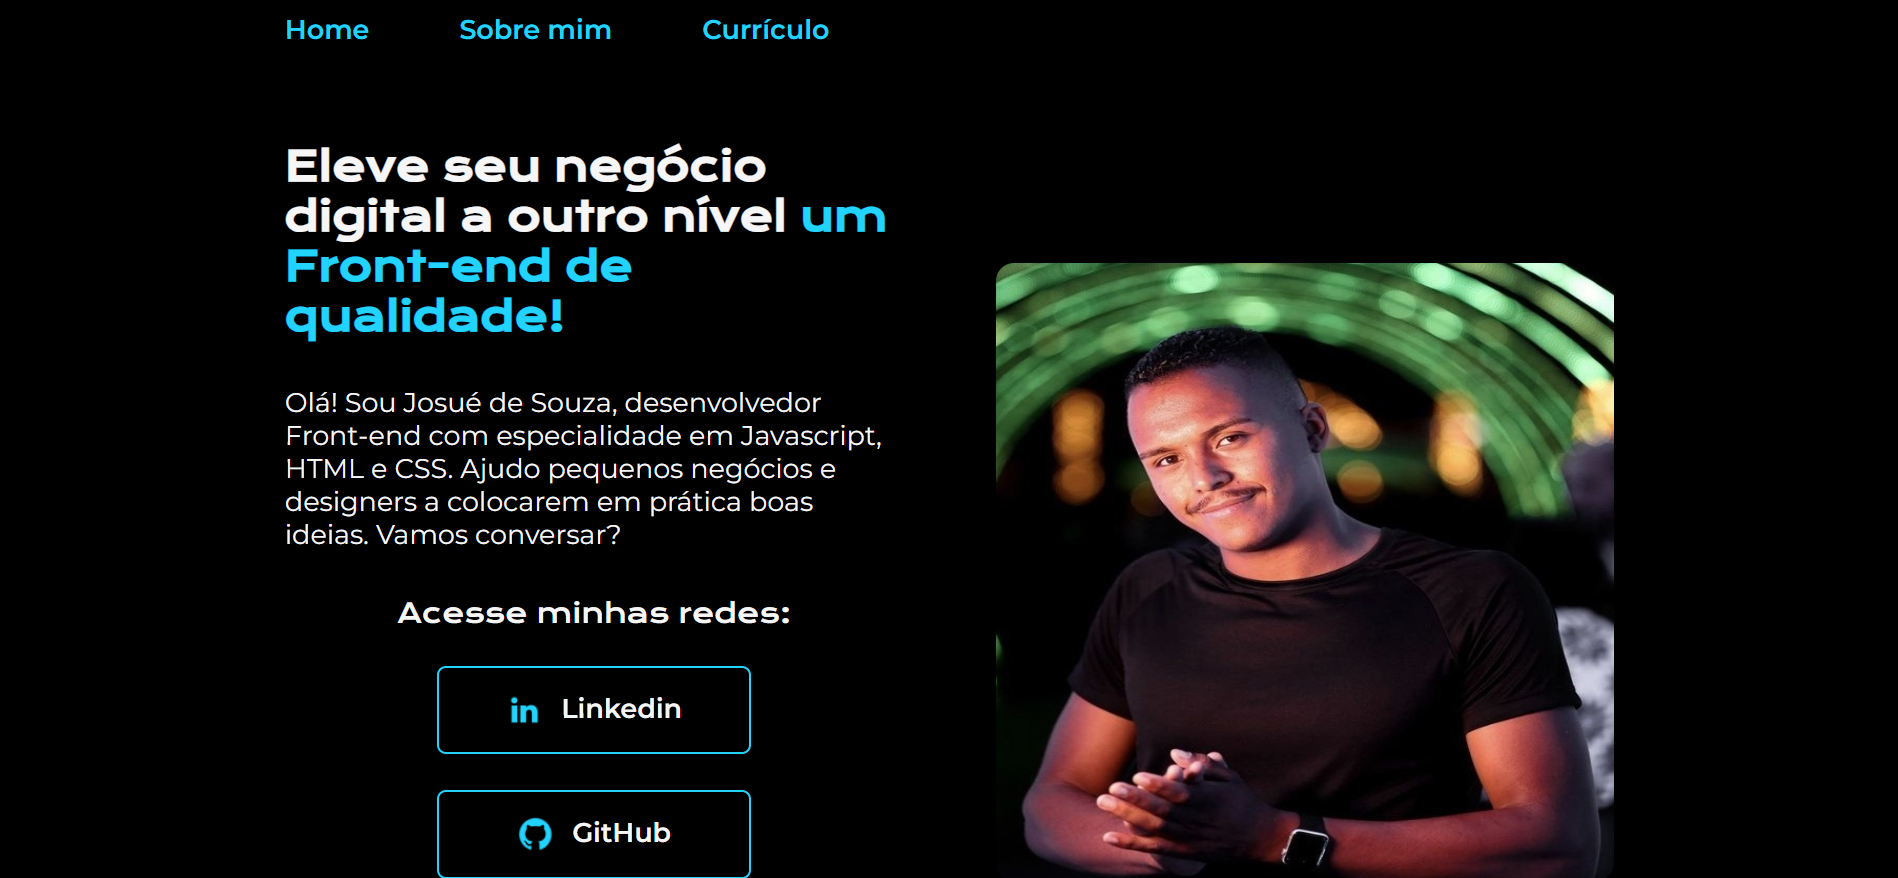 Home Sobre mim Currículo
Eleve seu negócio
digital a outro nível um
Front-end de
qualidade!
Olá! Sou Josué de Souza, desenvolvedor
Front-end com especialidade em Javascript,
HTML e CSS. Ajudo pequenos negócios e
designers a colocarem em prática boas
ideias. Vamos conversar?
Acesse minhas redes:
in Linkedin
GitHub